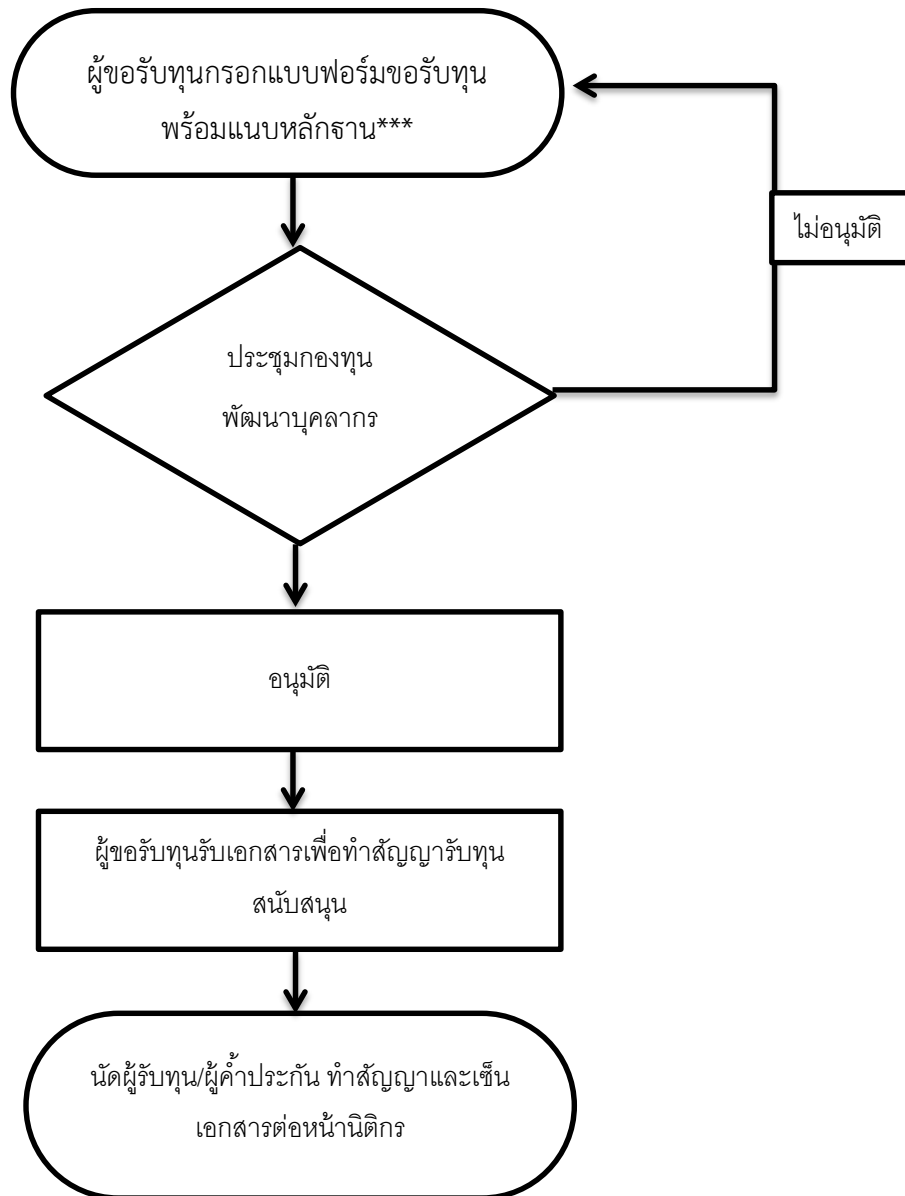 ผู้ขอรับทุนกรอกแบบฟอร์มขอรับทุน
พร้อมแนบหลักฐาน***
ไม่อนุมัติ
ประชุมกองทุน
พัฒนาบุคลากร
อนุมัติ
ผู้ขอรับทุนรับเอกสารเพื่อทำสัญญารับทุน
สนับสนุน
นัดผู้รับทุน/ผู้ค้ำประกัน ทำสัญญาและเซ็น
เอกสารต่อหน้านิติกร